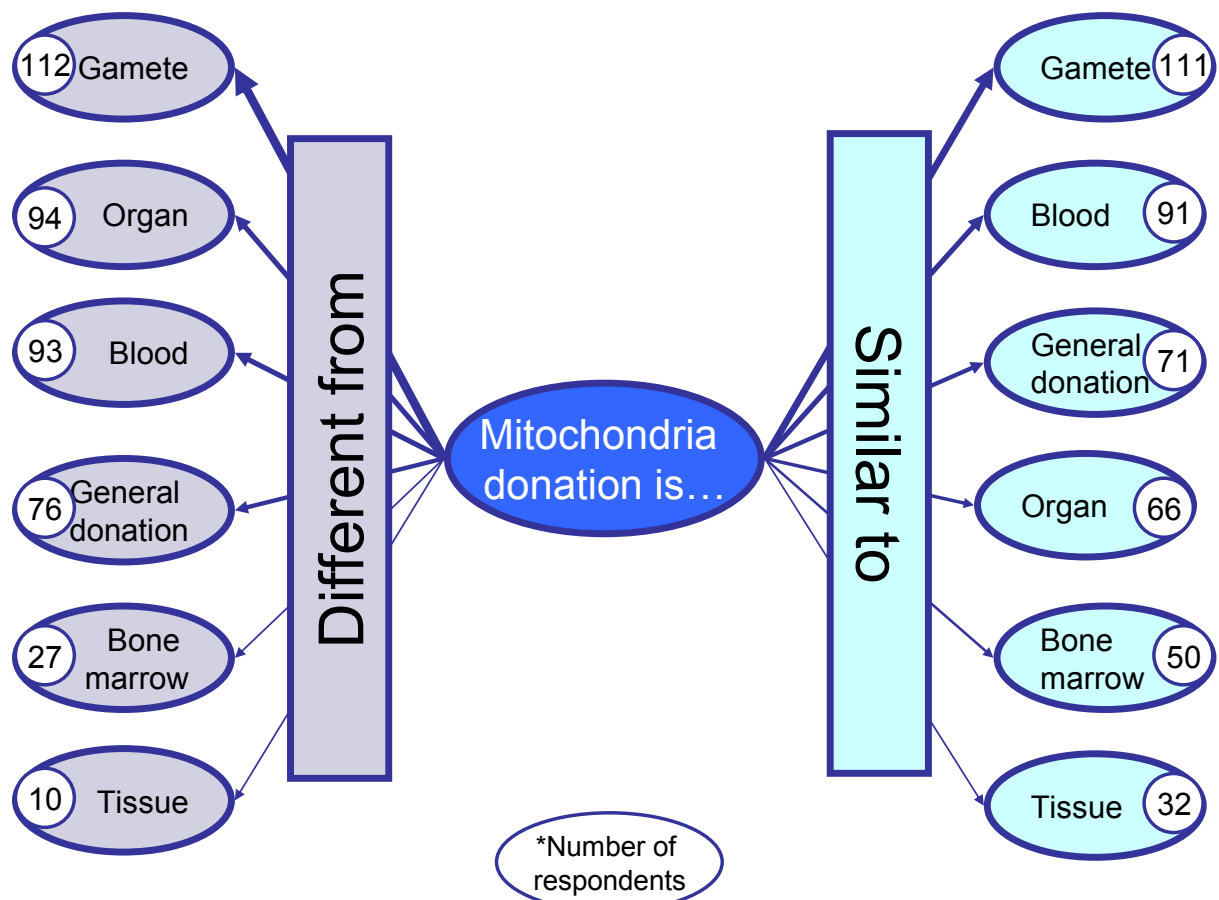 112 Gamete
94 Organ
93 Blood
76 General
donation
27 Bone
marrow
10 Tissue
Different from
Mitochondria
donation is…
Similar to
Gamete 111
Blood 91
General
donation 71
Organ 66
Bone
marrow 50
Tissue 32
*Number of
respondents